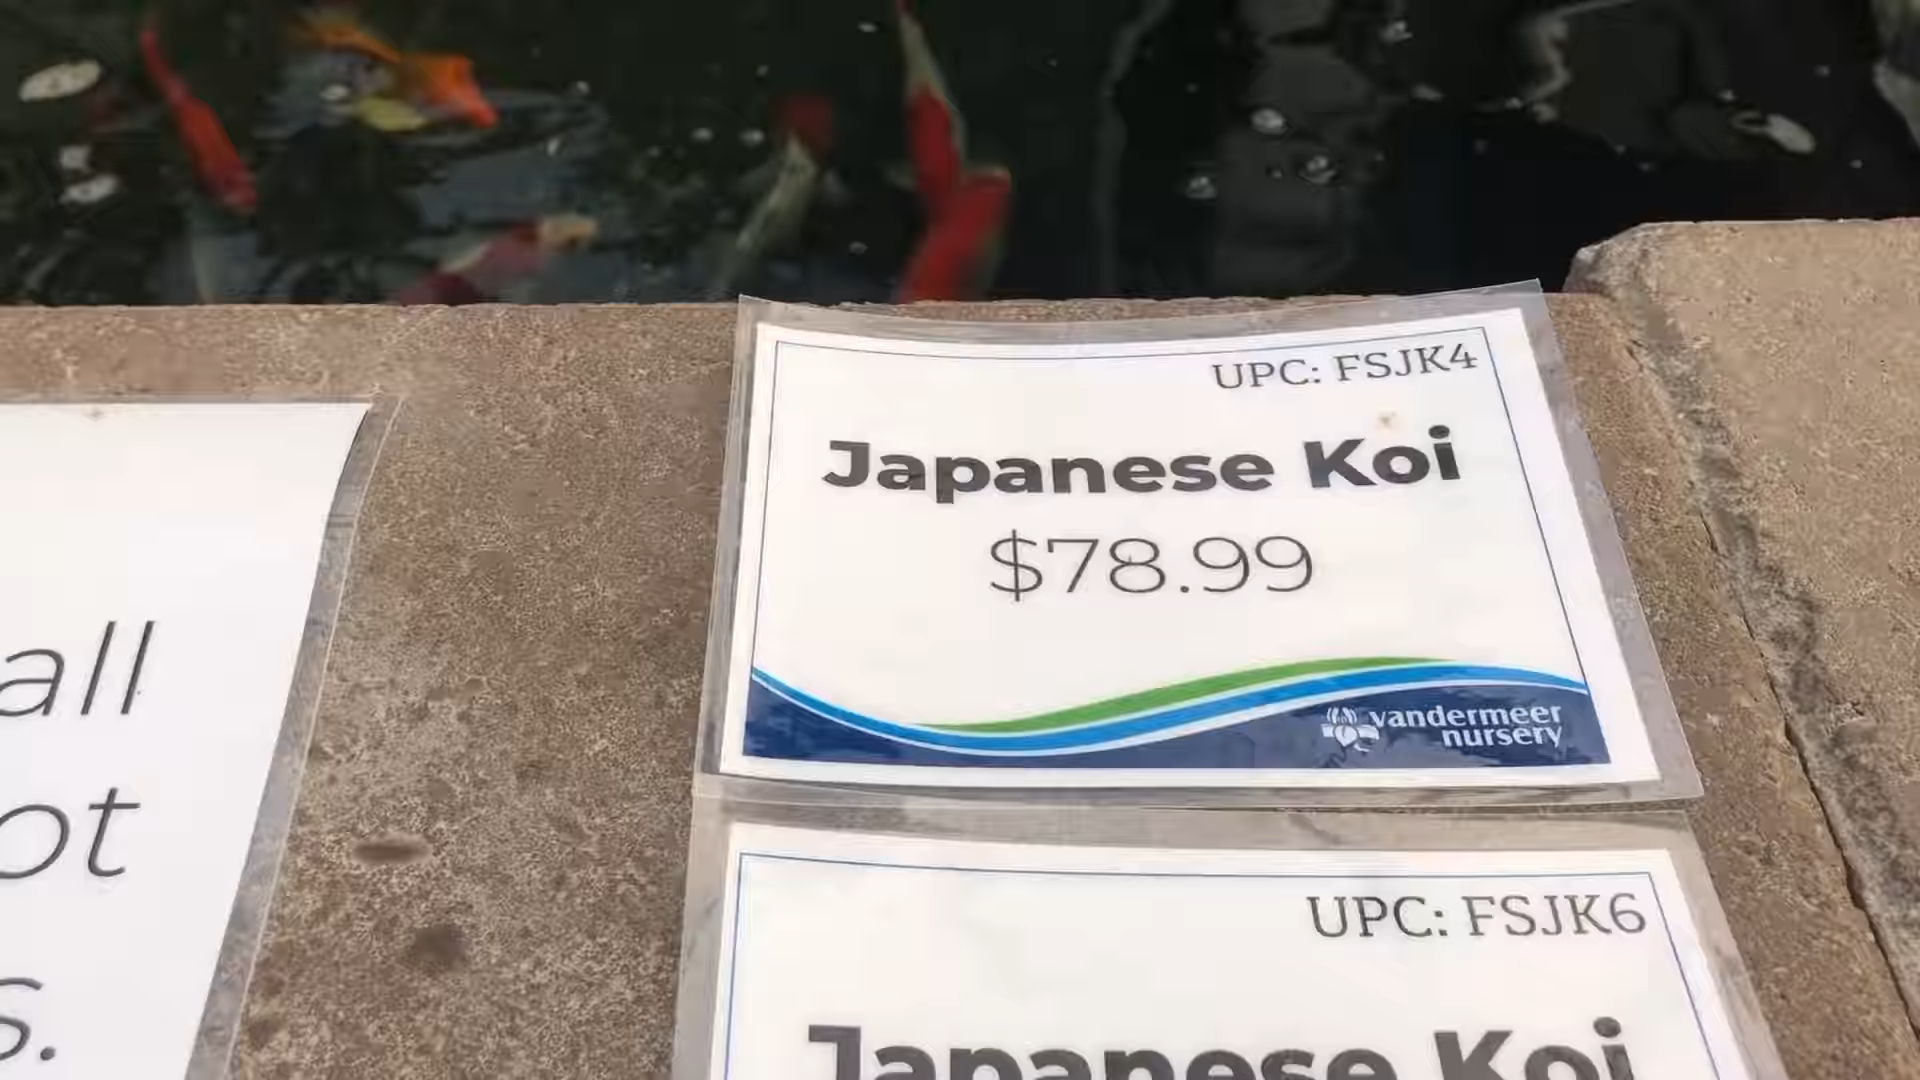 all
ot
s.
UPC: FSJK4
Japanese Koi
$78.99
vandermeer
nursery
UPC: FSJK6
Japanese Koi